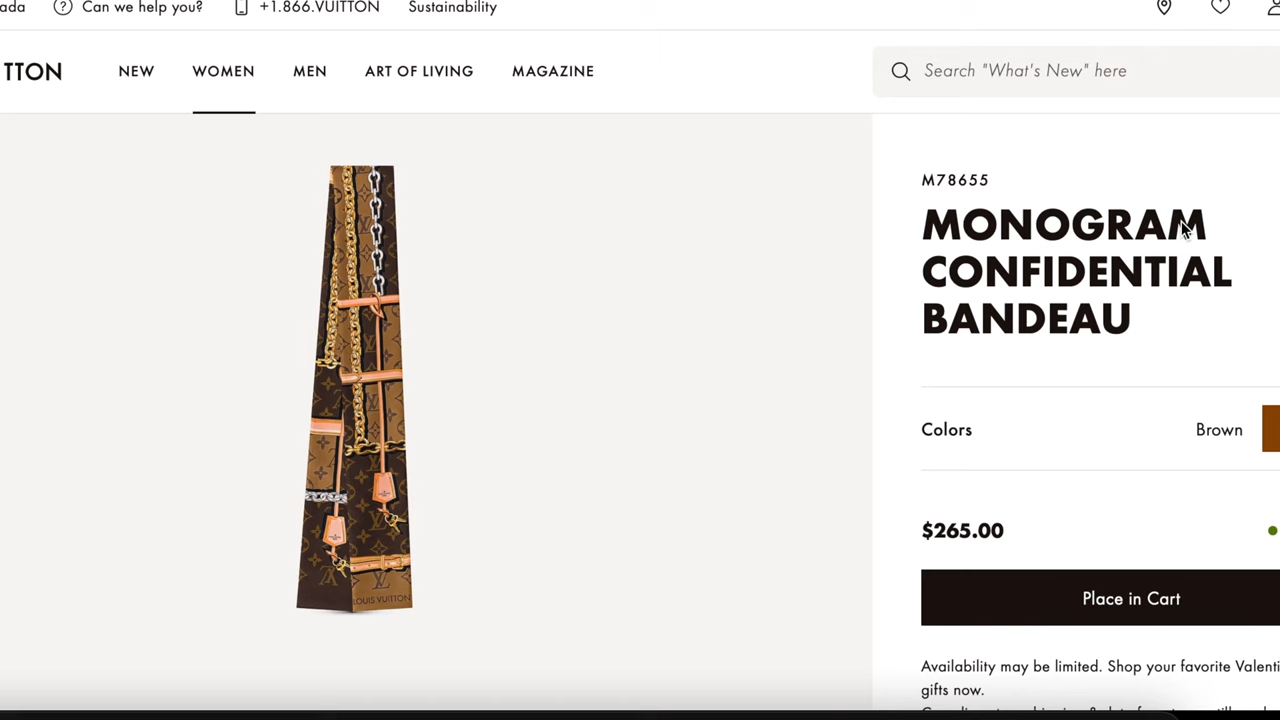 ada Can we help you? +1.866.VUITTON Sustainability
TTON NEW WOMEN MEN ART OF LIVING MAGAZINE Search "What's New" here
M78655
MONOGRAM
CONFIDENTIAL
BANDEAU
Colors Brown
$265.00
Place in Cart
LOUIS VUITTON
Availability may be limited. Shop your favorite Valenti
gifts now.